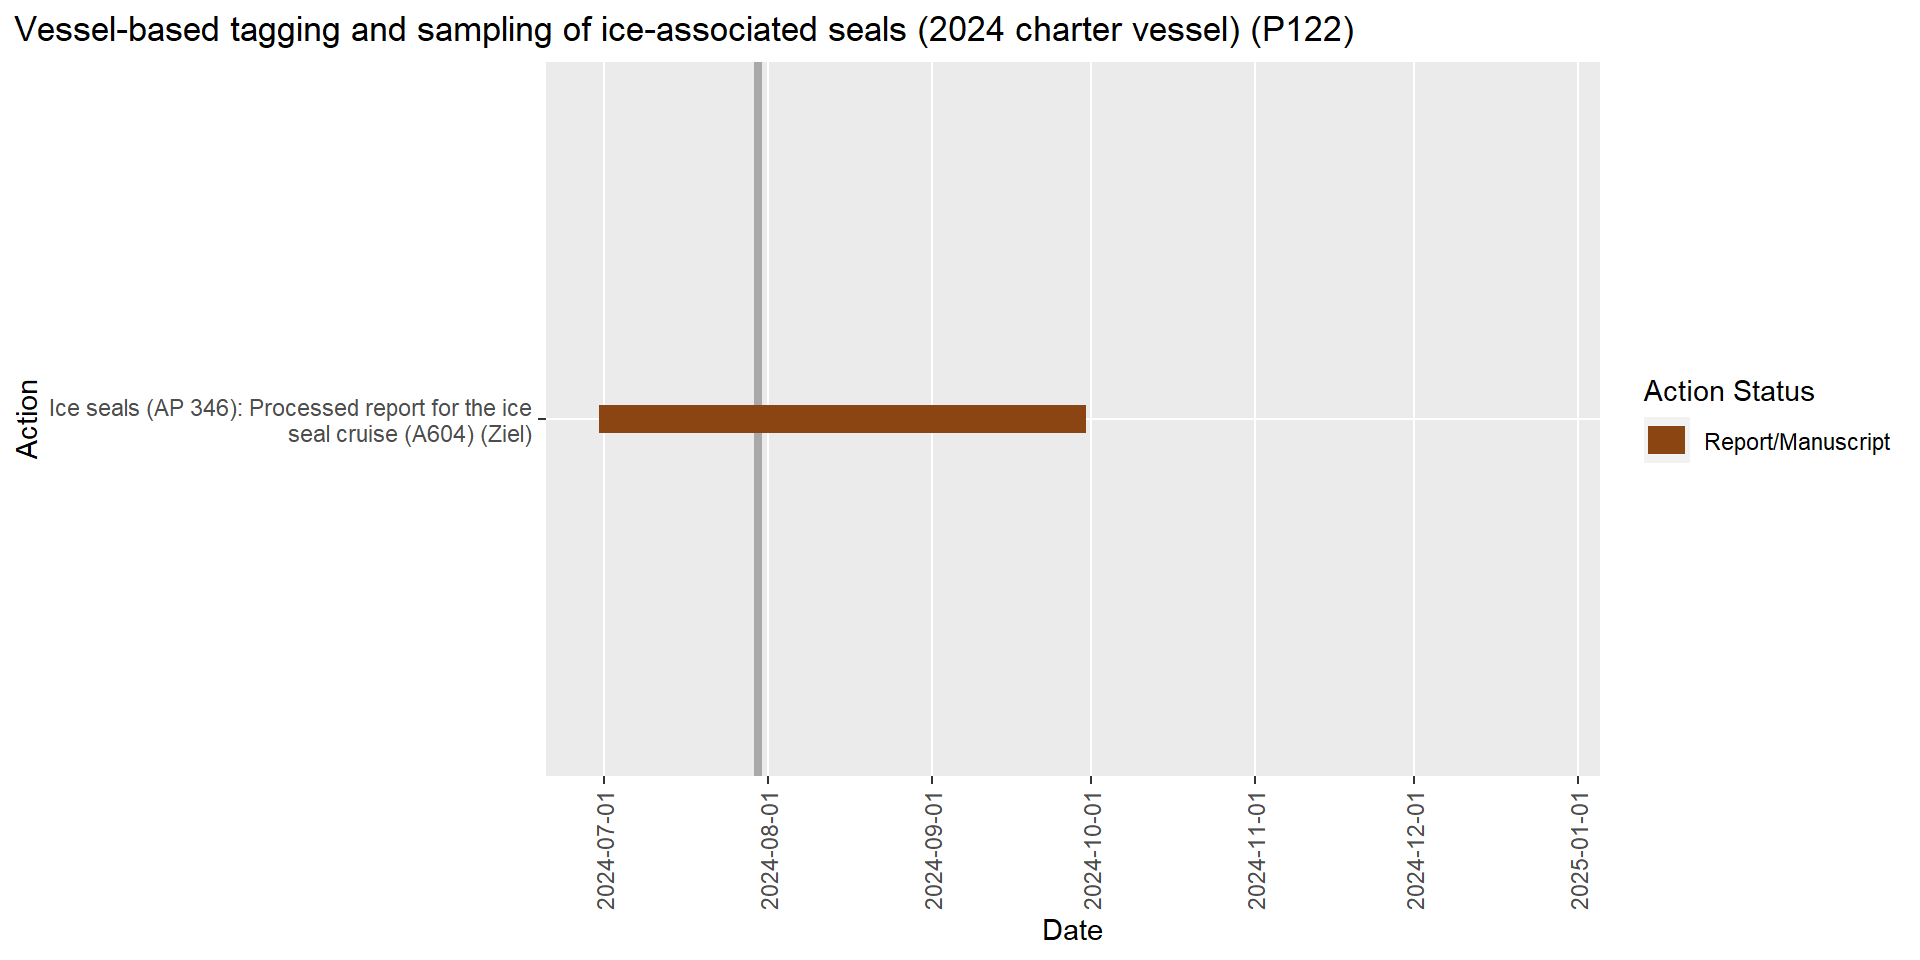 Vessel-based tagging and sampling of ice-associated seals (2024 charter vessel) (P122)
Action
Ice seals (AP 346): Processed report for the ice
seal cruise (A604) (Ziel)
Action Status
Report/Manuscript
2024-07-01
2024-08-01
2024-09-01
2024-10-01
2024-11-01
2024-12-01
2025-01-01
Date